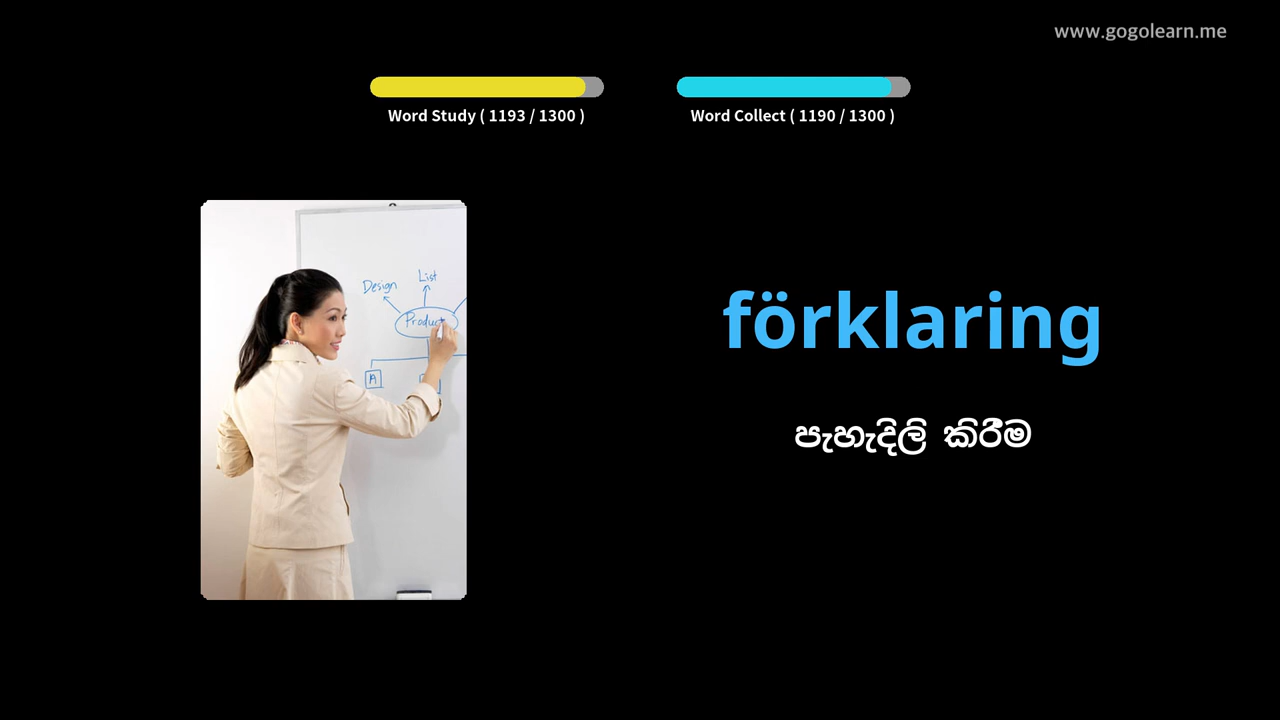 www.gogolearn.me
Word Study ( 1193 / 1300 )
Word Collect ( 1190 / 1300 )
Design
List
Product
A
förklaring
පැහැදිලි කිරීම